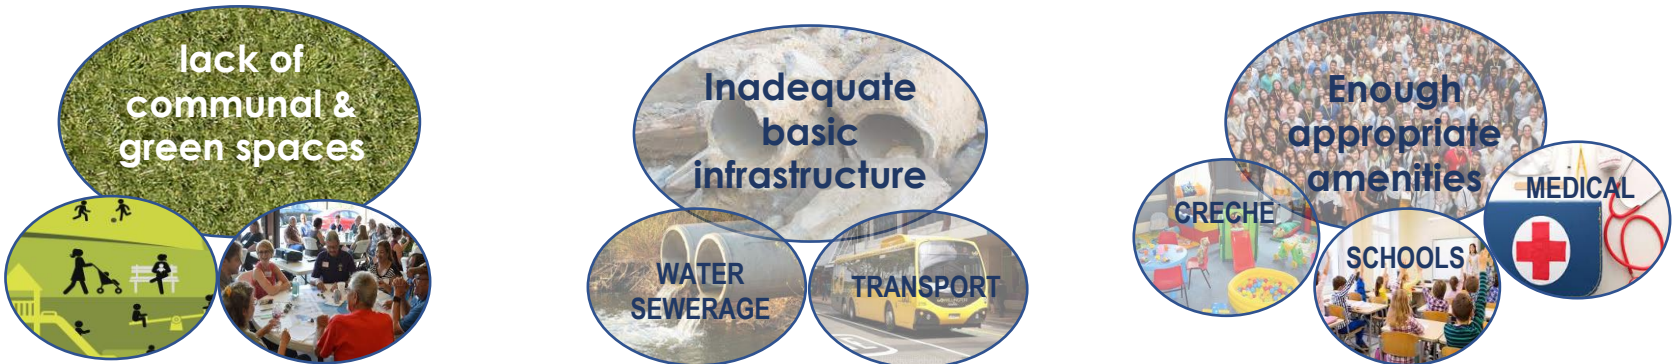 lack of
communal &
green spaces
Inadequate
basic
infrastructure
WATER
SEWERAGE
TRANSPORT
Enough
appropriate
amenities
CRECHE
SCHOOLS
MEDICAL